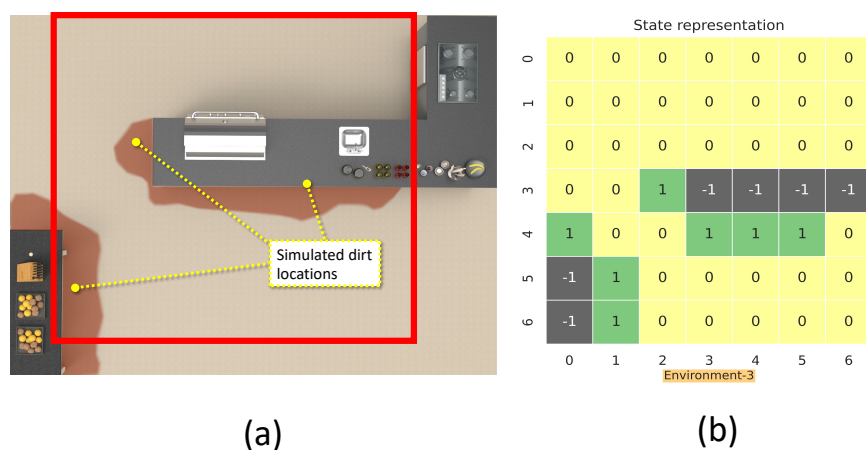 Simulated dirt
locations
(a)
State representation
0 0 0 0 0 0 0 0
1 0 0 0 0 0 0 0
2 0 0 0 0 0 0 0
3 0 0 1 -1 -1 -1 -1
4 1 0 0 1 1 1 0
5 -1 1 0 0 0 0 0
6 -1 1 0 0 0 0 0
0 1 2 3 4 5 6
Environment-3
(b)